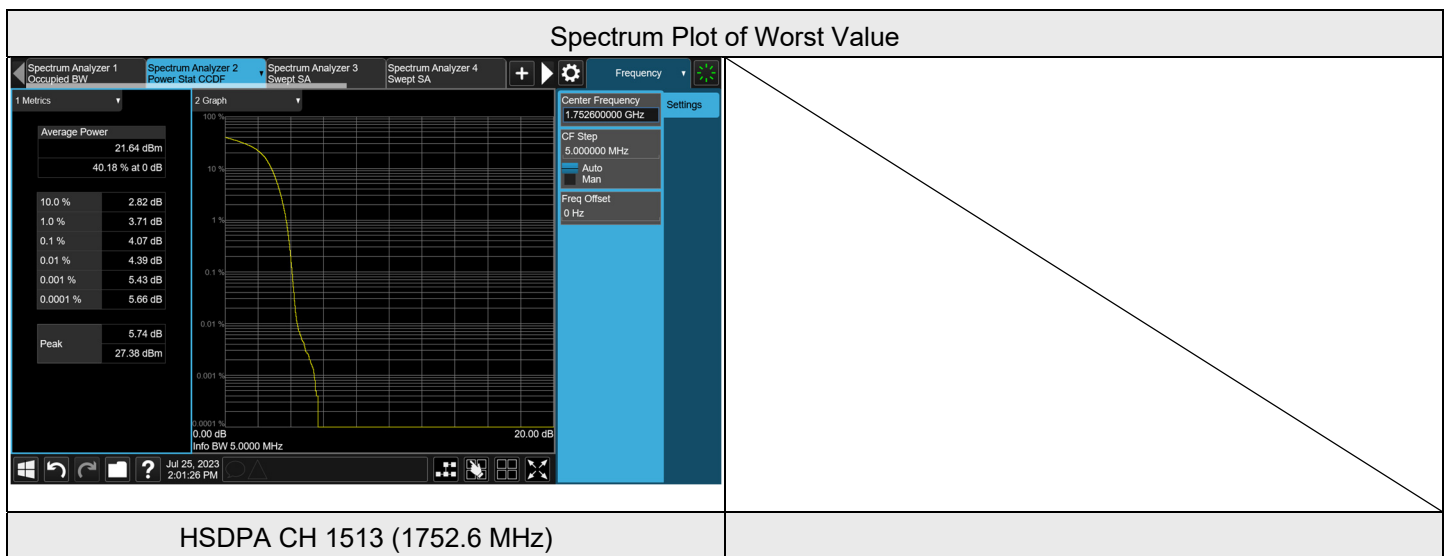 Spectrum Plot of Worst Value
Spectrum Analyzer 1
Occupied BW
Spectrum Analyzer 2
Power Stat CCDF
Spectrum Analyzer 3
Swept SA
Spectrum Analyzer 4
Swept SA
+
Frequency
1 Metrics
2 Graph
Center Frequency
1.752600000 GHz
Settings
CF Step
5.000000 MHz
Auto
Man
Freq Offset
0 Hz
Average Power
21.64 dBm
40.18 % at 0 dB
10.0 % 2.82 dB
1.0 % 3.71 dB
0.1 % 4.07 dB
0.01 % 4.39 dB
0.001 % 5.43 dB
0.0001 % 5.66 dB
Peak
5.74 dB
27.38 dBm
100 %
10 %
1 %
0.1 %
0.01 %
0.001 %
0.0001 %
0.00 dB 20.00 dB
Info BW 5.0000 MHz
?
Jul 25, 2023
2:01:26 PM
HSDPA CH 1513 (1752.6 MHz)